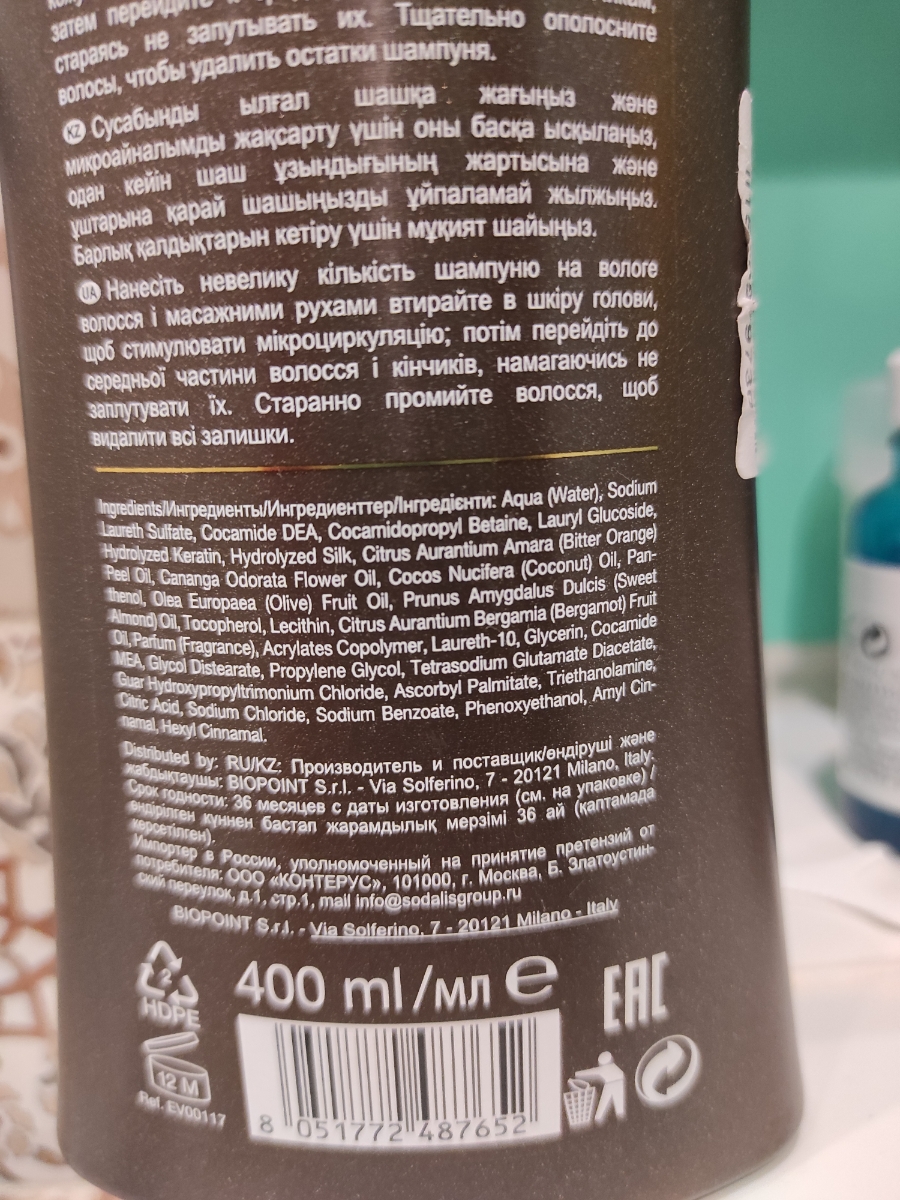 затем перейдите
стараясь не запутывать их. Тщательно ополосните
волосы, чтобы удалить остатки шампуня.
KZ Сусабынды ылғал шашқа жағыңыз және
микроайналымды жақсарту үшін оны басқа ысқылаңыз,
одан кейін шаш ұзындығының жартысына және
ұштарына қарай шашыңызды ұйпаламай жылжыңыз.
Барлық қалдықтарын кетіру үшін мұқият шайыңыз.
UA Нанесіть невелику кількість шампуню на вологе
волосся і масажними рухами втирайте в шкіру голови,
щоб стимулювати мікроциркуляцію; потім перейдіть до
середньої частини волосся і кінчиків, намагаючись не
заплутувати їх. Старанно промийте волосся, щоб
видалити всі залишки.
Ingredients/Ингредиенты/Ингредиенттер/Інгредієнти: Aqua (Water), Sodium
Laureth Sulfate, Cocamide DEA, Cocamidopropyl Betaine, Lauryl Glucoside,
Hydrolyzed Keratin, Hydrolyzed Silk, Citrus Aurantium Amara (Bitter Orange)
Peel Oil, Cananga Odorata Flower Oil, Cocos Nucifera (Coconut) Oil, Pan-
thenol, Olea Europaea (Olive) Fruit Oil, Prunus Amygdalus Dulcis (Sweet
Almond) Oil, Tocopherol, Lecithin, Citrus Aurantium Bergamia (Bergamot) Fruit
Oil, Parfum (Fragrance), Acrylates Copolymer, Laureth-10, Glycerin, Cocamide
MEA, Glycol Distearate, Propylene Glycol, Tetrasodium Glutamate Diacetate,
Guar Hydroxypropyltrimonium Chloride, Ascorbyl Palmitate, Triethanolamine,
Citric Acid, Sodium Chloride, Sodium Benzoate, Phenoxyethanol, Amyl Cin-
namal, Hexyl Cinnamal.
Distributed by: RU/KZ: Производитель и поставщик/өндіруші және
жабдықтаушы: BIOPOINT S.r.l. - Via Solferino, 7 - 20121 Milano, Italy.
Срок годности: 36 месяцев с даты изготовления (см. на упаковке) /
өндірілген күннен бастап жарамдылық мерзімі 36 ай (қаптамада
көрсетілген).
Импортер в России, уполномоченный на принятие претензий от
потребителя: ООО «КОНТЕРУС», 101000, г. Москва, Б. Златоустин-
ский переулок, д.1, стр.1, mail info@sodalisgroup.ru
BIOPOINT S.r.l. - Via Solferino, 7 - 20121 Milano - Italy
400 ml/мл e
EAC
2
HDPE
12 M
Ref. EV00117
8 051772 487652